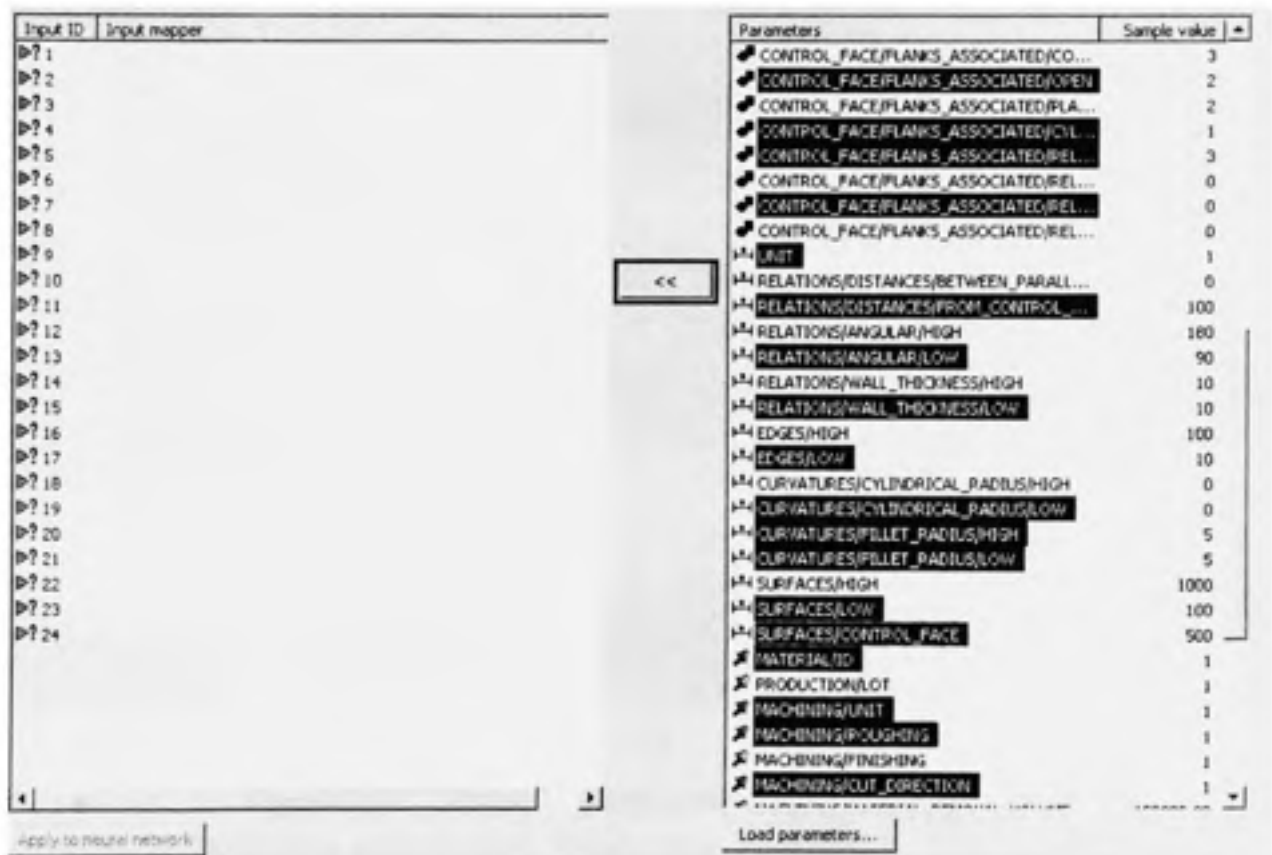 Input ID Input mapper
? 1
? 2
? 3
? 4
? 5
? 6
? 7
? 8
? 9
? 10
? 11
? 12
? 13
? 14
? 15
? 16
? 17
? 18
? 19
? 20
? 21
? 22
? 23
? 24
Apply to neural network
<<
Parameters Sample value
CONTROL_FACE/FLANKS_ASSOCIATED/CO... 3
CONTROL_FACE/FLANKS_ASSOCIATED/OPEN 2
CONTROL_FACE/FLANKS_ASSOCIATED/PLA... 2
CONTROL_FACE/FLANKS_ASSOCIATED/CYL... 1
CONTROL_FACE/FLANKS_ASSOCIATED/REL... 3
CONTROL_FACE/FLANKS_ASSOCIATED/REL... 0
CONTROL_FACE/FLANKS_ASSOCIATED/REL... 0
CONTROL_FACE/FLANKS_ASSOCIATED/REL... 0
UNIT 1
RELATIONS/DISTANCES/BETWEEN_PARALL... 0
RELATIONS/DISTANCES/FROM_CONTROL_... 100
RELATIONS/ANGULAR/HIGH 180
RELATIONS/ANGULAR/LOW 90
RELATIONS/WALL_THICKNESS/HIGH 10
RELATIONS/WALL_THICKNESS/LOW 10
EDGES/HIGH 100
EDGES/LOW 10
CURVATURES/CYLINDRICAL_RADIUS/HIGH 0
CURVATURES/CYLINDRICAL_RADIUS/LOW 0
CURVATURES/FILLET_RADIUS/HIGH 5
CURVATURES/FILLET_RADIUS/LOW 5
SURFACES/HIGH 1000
SURFACES/LOW 100
SURFACES/CONTROL_FACE 500
MATERIAL/ID 1
PRODUCTION/LOT 1
MACHINING/UNIT 1
MACHINING/ROUGHING 1
MACHINING/FINISHING 1
MACHINING/CUT_DIRECTION 1
Load parameters...